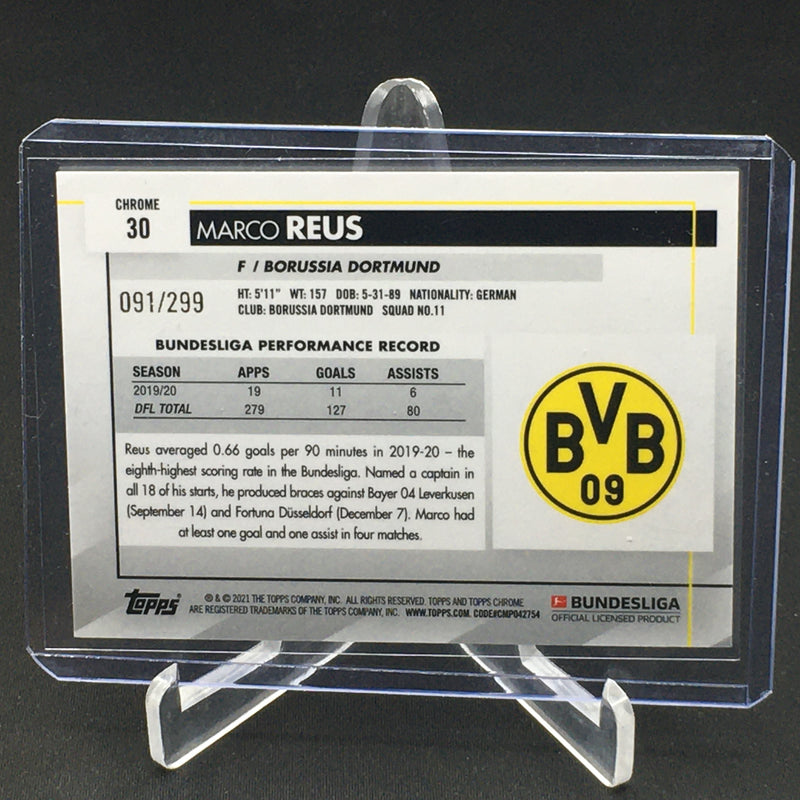 CHROME
30
MARCO REUS
F / BORUSSIA DORTMUND
091/299
HT: 5'11" WT: 157 DOB: 5-31-89 NATIONALITY: GERMAN
CLUB: BORUSSIA DORTMUND SQUAD NO.11
BUNDESLIGA PERFORMANCE RECORD
SEASON APPS GOALS ASSISTS
2019/20 19 11 6
DFL TOTAL 279 127 80
Reus averaged 0.66 goals per 90 minutes in 2019-20 – the
eighth-highest scoring rate in the Bundesliga. Named a captain in
all 18 of his starts, he produced braces against Bayer 04 Leverkusen
(September 14) and Fortuna Düsseldorf (December 7). Marco had
at least one goal and one assist in four matches.
BVB
09
Topps
® & © 2021 THE TOPPS COMPANY, INC. ALL RIGHTS RESERVED. TOPPS AND TOPPS CHROME
ARE REGISTERED TRADEMARKS OF THE TOPPS COMPANY, INC. WWW.TOPPS.COM. CODE#CMP042754
BUNDESLIGA
OFFICIAL LICENSED PRODUCT